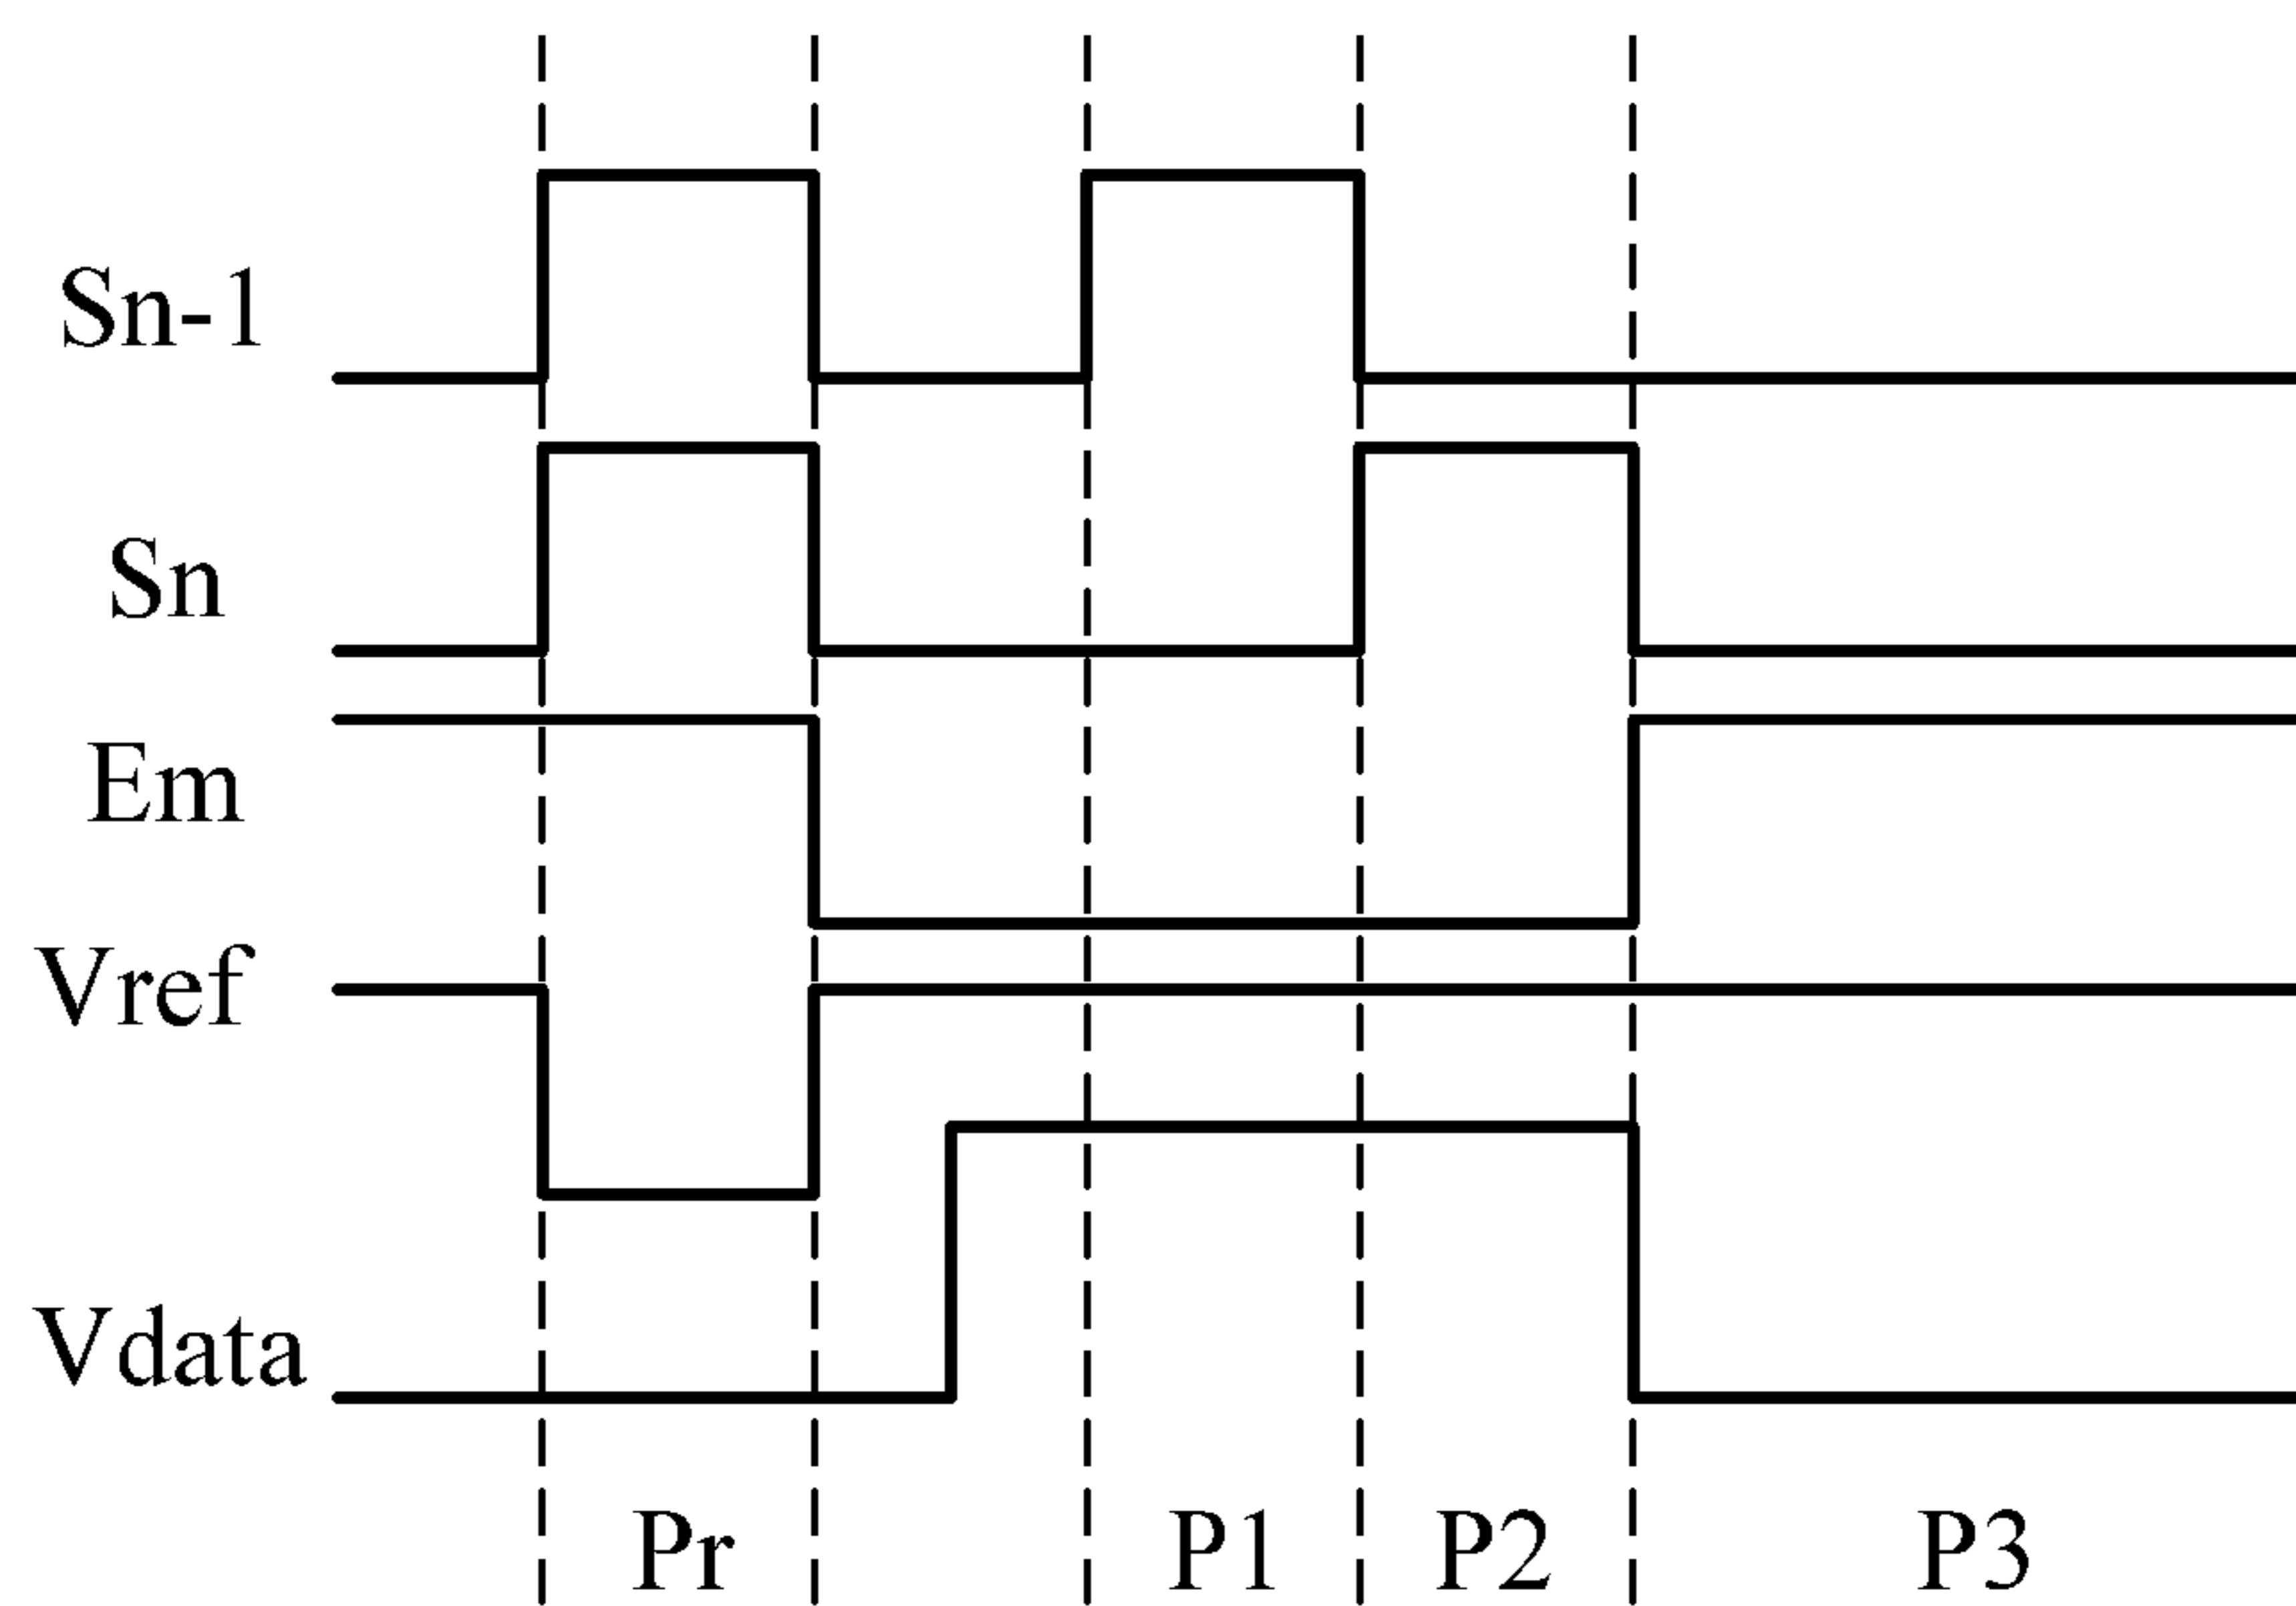 Sn-1
Sn
Em
Vref
Vdata
Pr P1 P2 P3